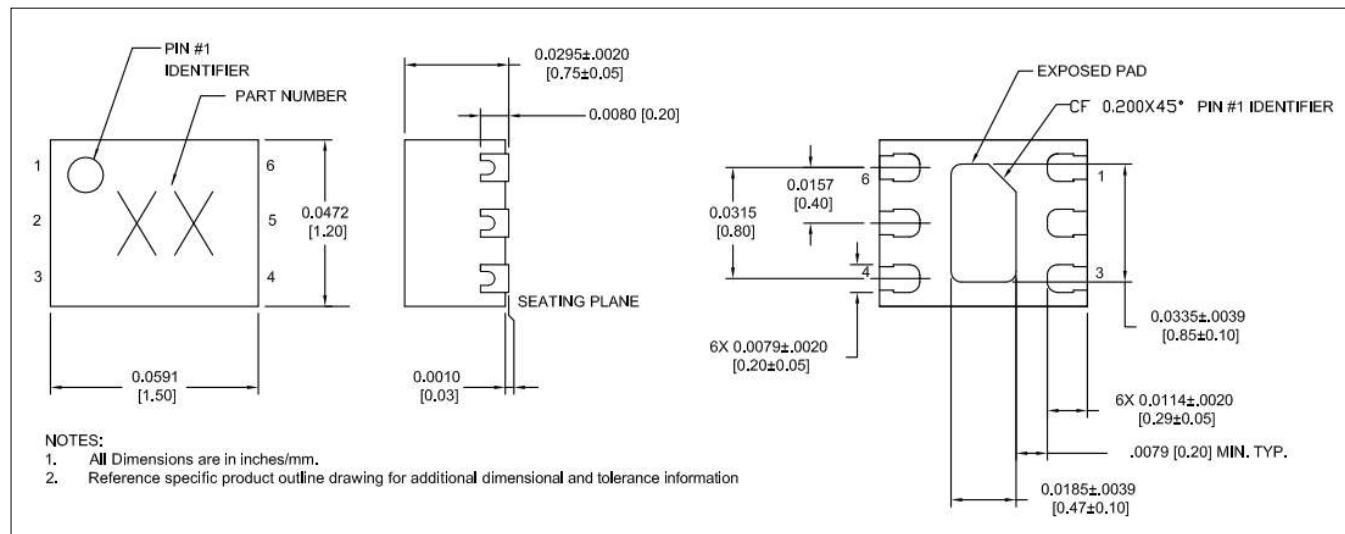 PIN #1
IDENTIFIER
PART NUMBER
1
2
3
6
5
4
XX
0.0472
[1.20]
0.0591
[1.50]
0.0295±.0020
[0.75±0.05]
0.0080 [0.20]
SEATING PLANE
0.0010
[0.03]
EXPOSED PAD
CF 0.200X45° PIN #1 IDENTIFIER
6
4
1
3
0.0157
[0.40]
0.0315
[0.80]
6X 0.0079±.0020
[0.20±0.05]
0.0335±.0039
[0.85±0.10]
6X 0.0114±.0020
[0.29±0.05]
.0079 [0.20] MIN. TYP.
0.0185±.0039
[0.47±0.10]
NOTES:
1. All Dimensions are in inches/mm.
2. Reference specific product outline drawing for additional dimensional and tolerance information